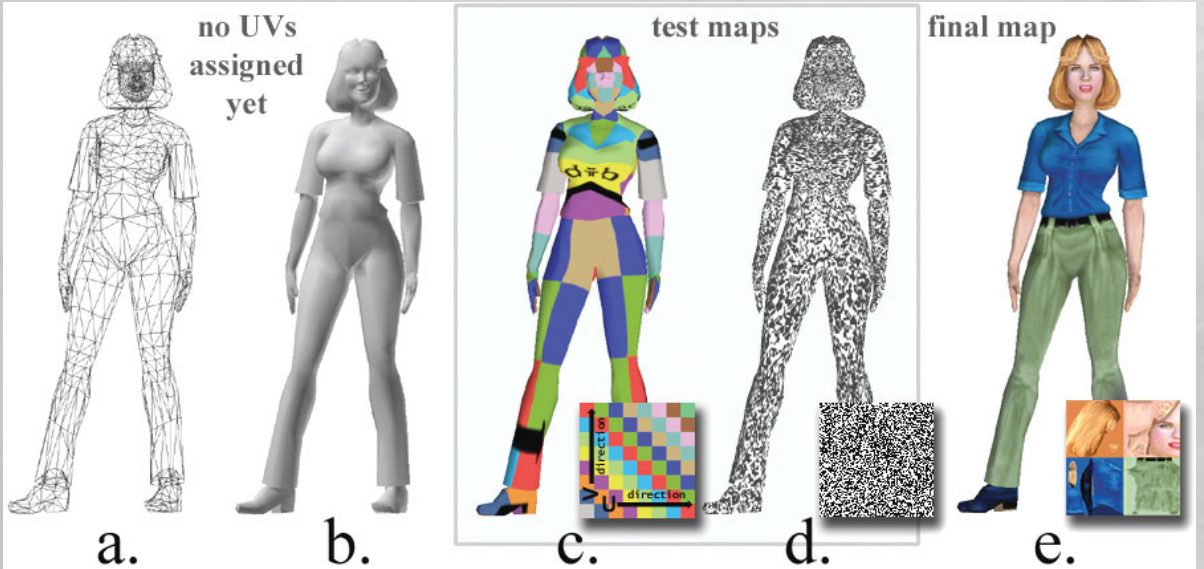 no UVs
assigned
yet
test maps
final map
d i b
V direction
U direction
a.
b.
c.
d.
e.